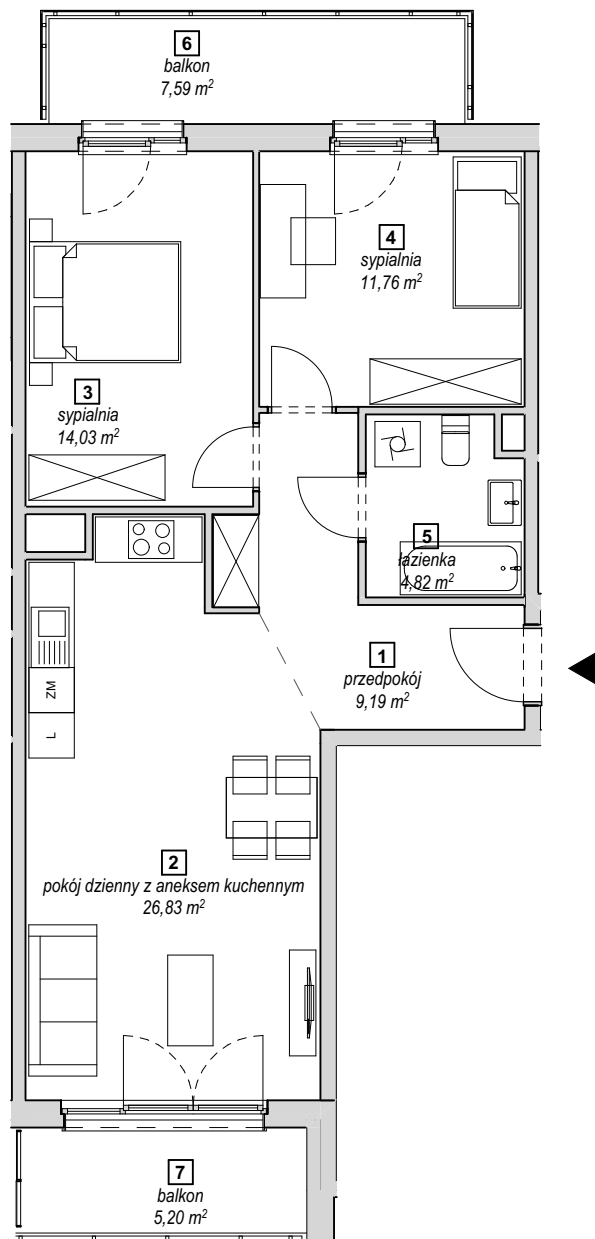 6
balkon
7,59 m²
4
sypialnia
11,76 m²
3
sypialnia
14,03 m²
5
łazienka
4,82 m²
1
przedpokój
9,19 m²
ZM
L
2
pokój dzienny z aneksem kuchennym
26,83 m²
7
balkon
5,20 m²